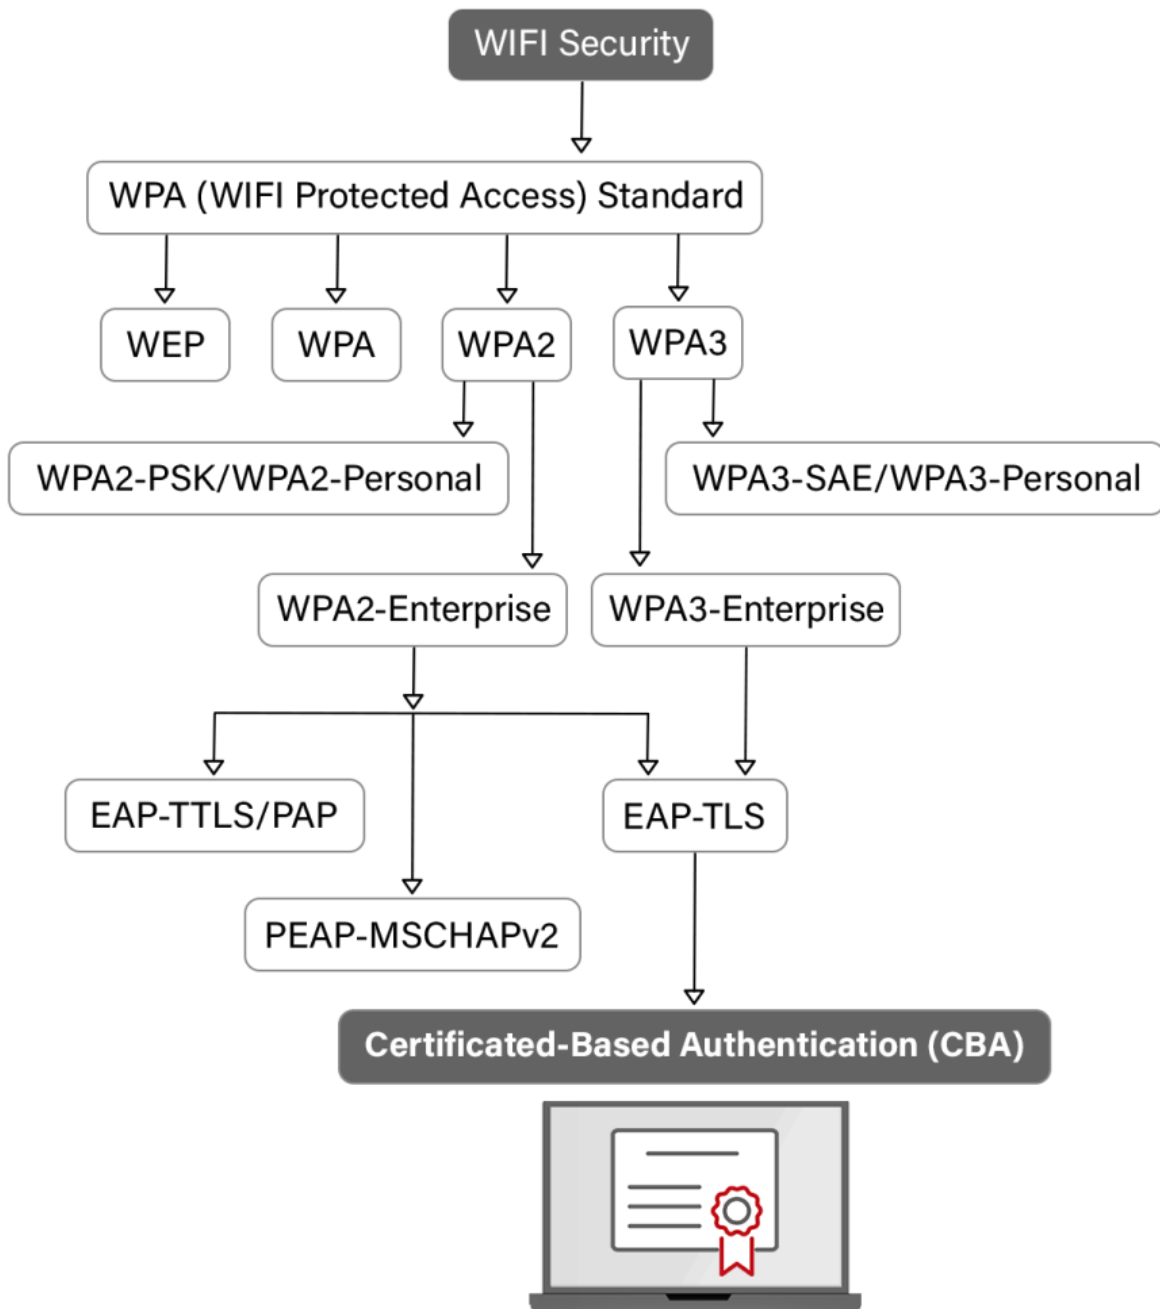 WIFI Security
WPA (WIFI Protected Access) Standard
WEP
WPA
WPA2
WPA3
WPA2-PSK/WPA2-Personal
WPA3-SAE/WPA3-Personal
WPA2-Enterprise
WPA3-Enterprise
EAP-TTLS/PAP
EAP-TLS
PEAP-MSCHAPv2
Certificated-Based Authentication (CBA)